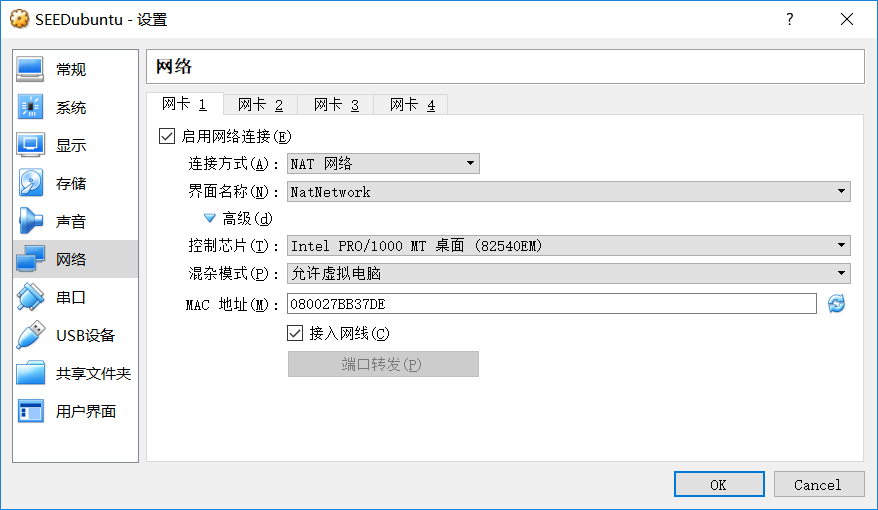 SEEDubuntu - 设置
?
常规
系统
显示
存储
声音
网络
串口
USB设备
共享文件夹
用户界面
网络
网卡 1 网卡 2 网卡 3 网卡 4
启用网络连接(E)
连接方式(A): NAT 网络
界面名称(N): NatNetwork
高级(d)
控制芯片(T): Intel PRO/1000 MT 桌面 (82540EM)
混杂模式(P): 允许虚拟电脑
MAC 地址(M): 080027BB37DE
接入网线(C)
端口转发(P)
OK Cancel